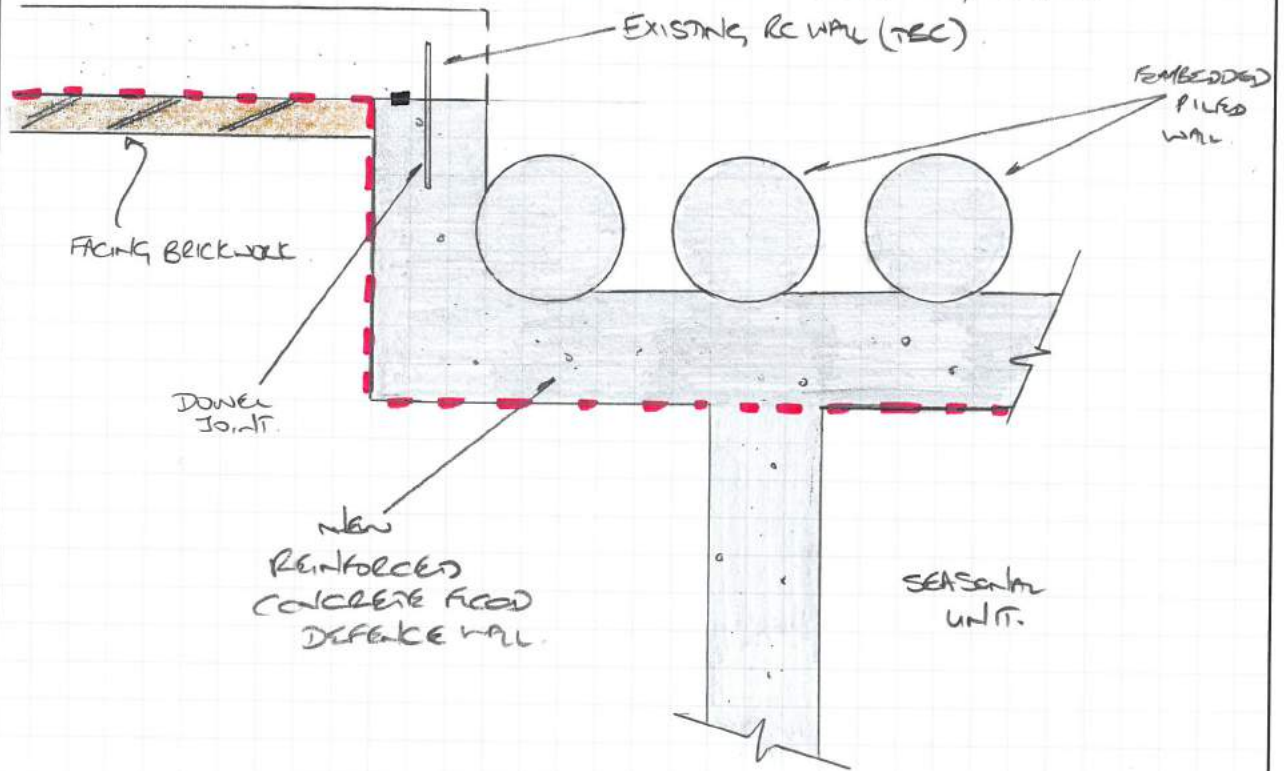 EXISTING RC WALL (TBC)
EMBEDDED
PILED
WALL
FACING BRICKWORK
DOWEL
JOINT.
NEW
REINFORCED
CONCRETE FLOOD
DEFENCE WALL.
SEASONAL
UNIT.